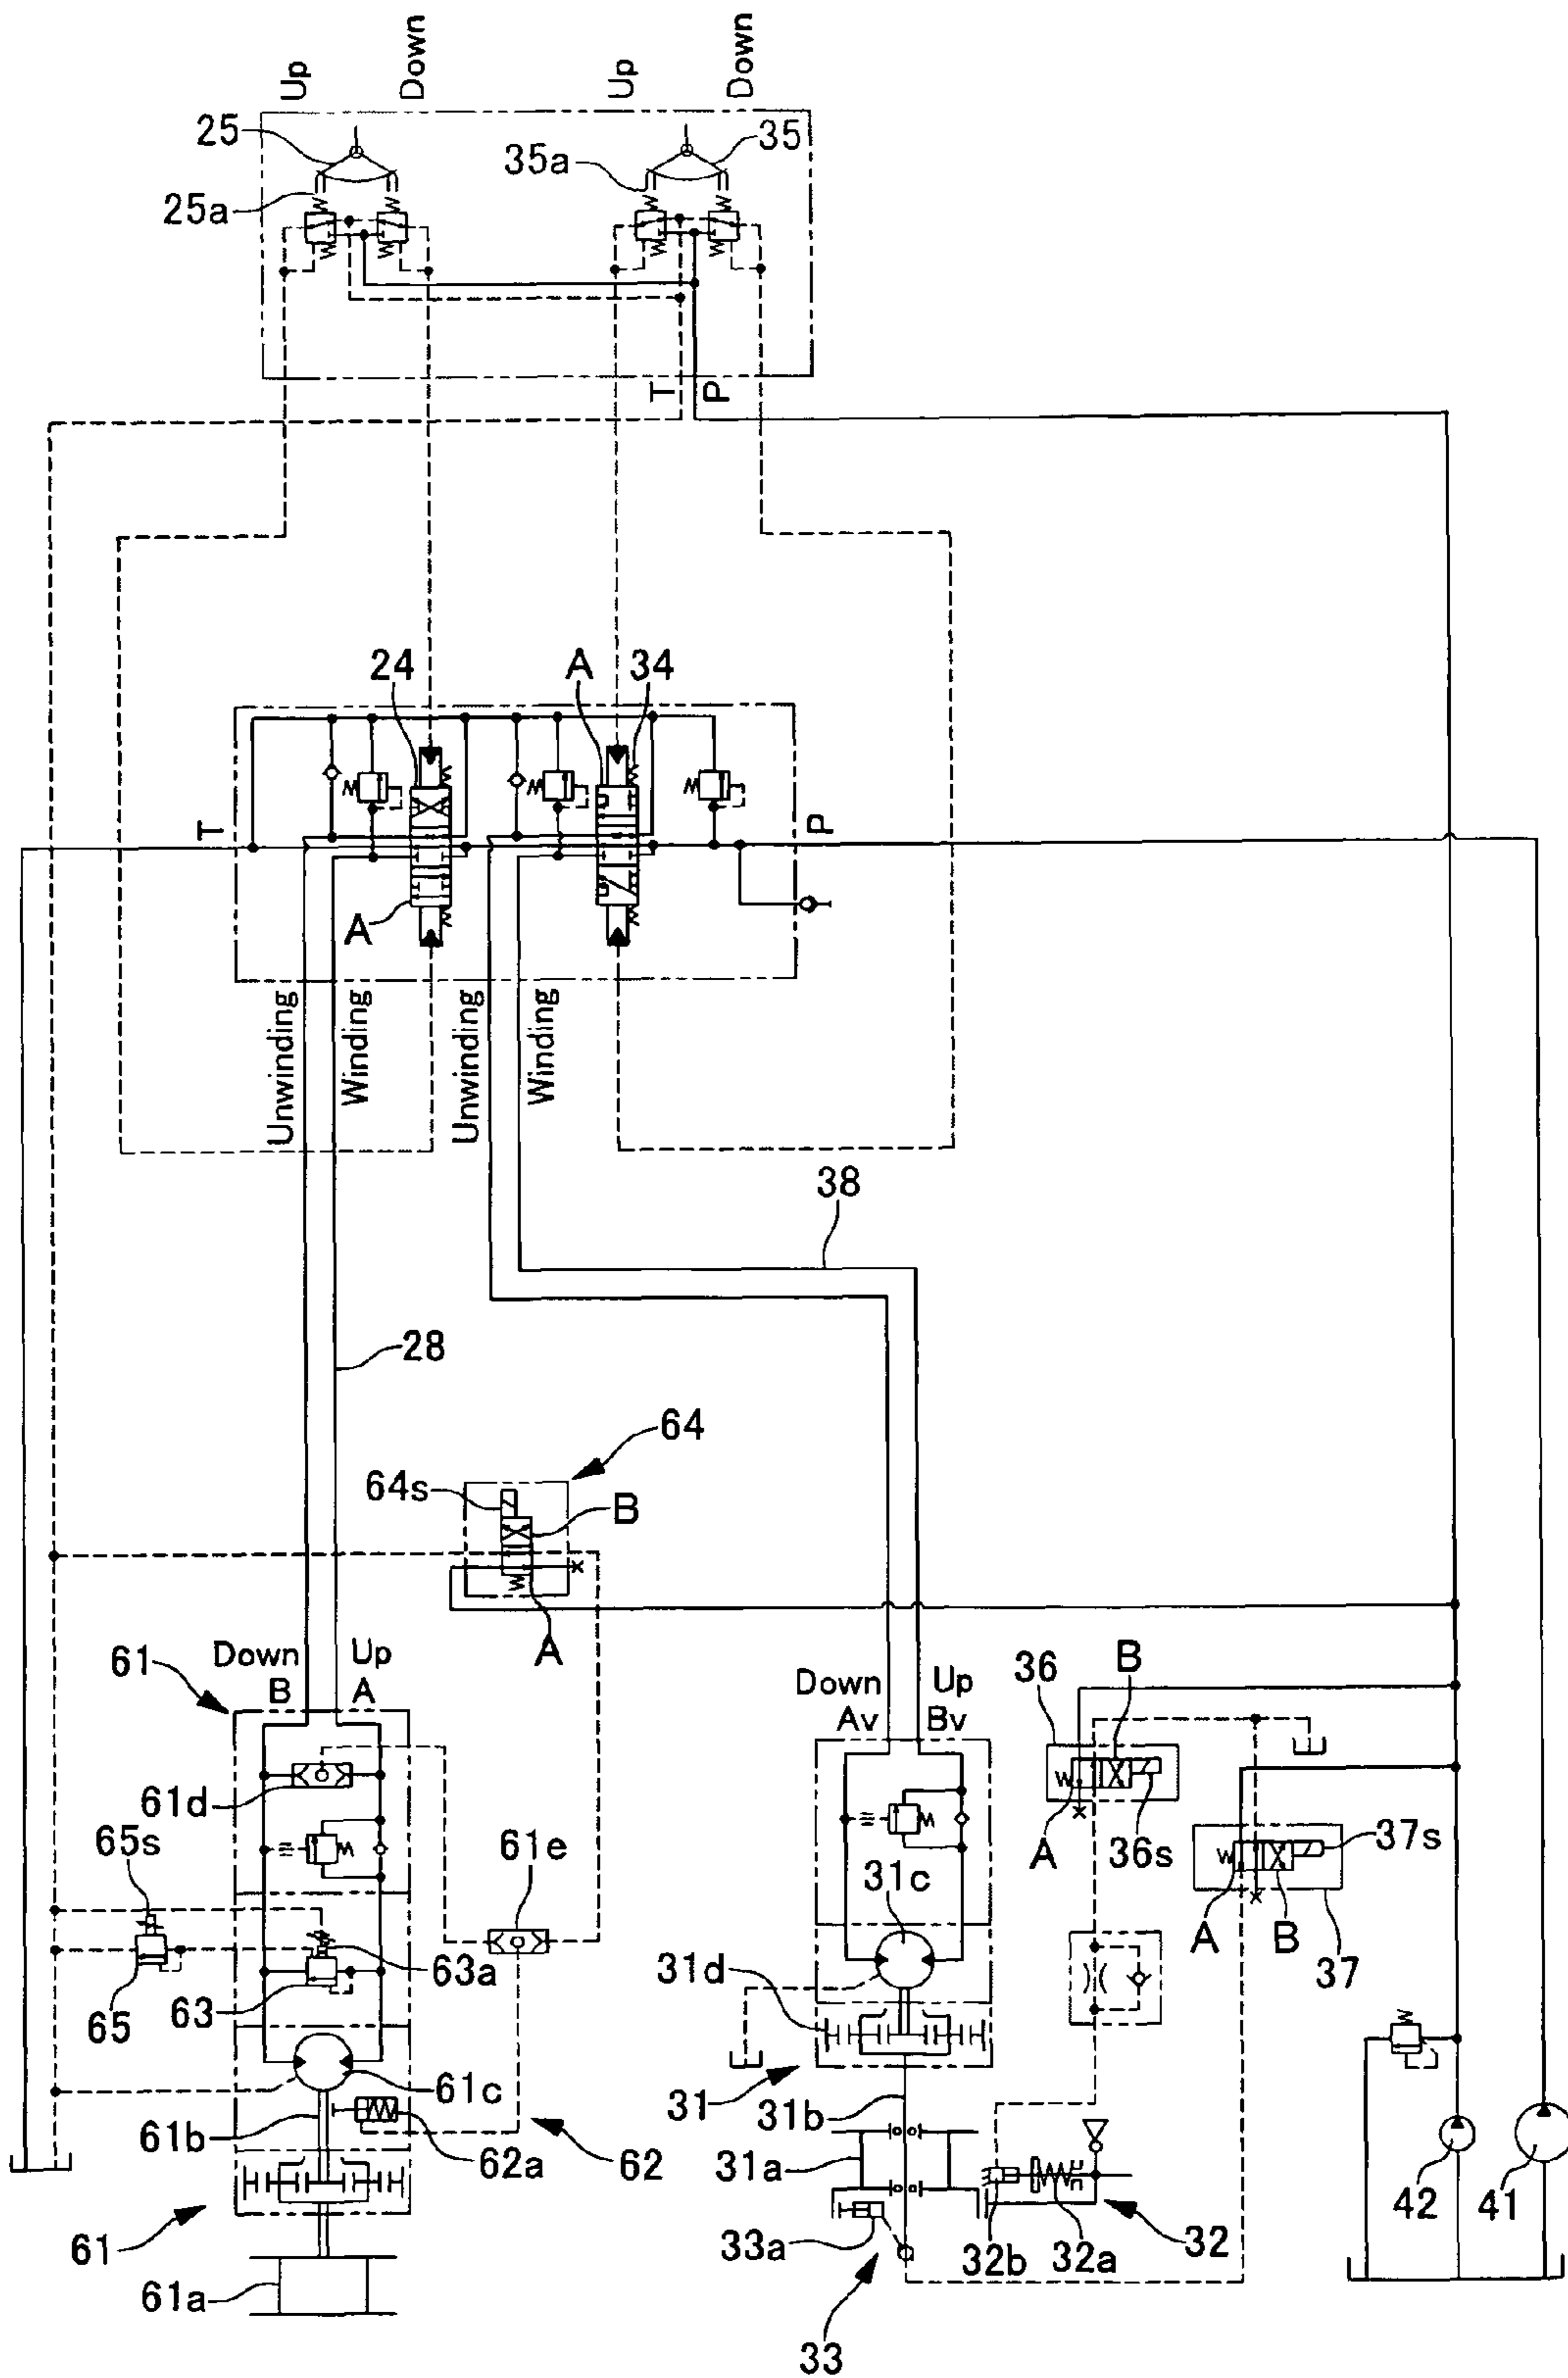 Up
Down
Up
Down
25
35
35a
25a
T
P
24
A
34
T
P
A
Unwinding
Winding
Unwinding
Winding
38
28
64
64s
B
A
61
Down
Up
B
A
36
B
Down
Up
Av
Bv
61d
65s
61e
31c
A
36s
37s
A
B
37
63a
31d
65
63
61c
31
31b
61b
62a
62
31a
42
41
61
33a
32b
32a
32
61a
33